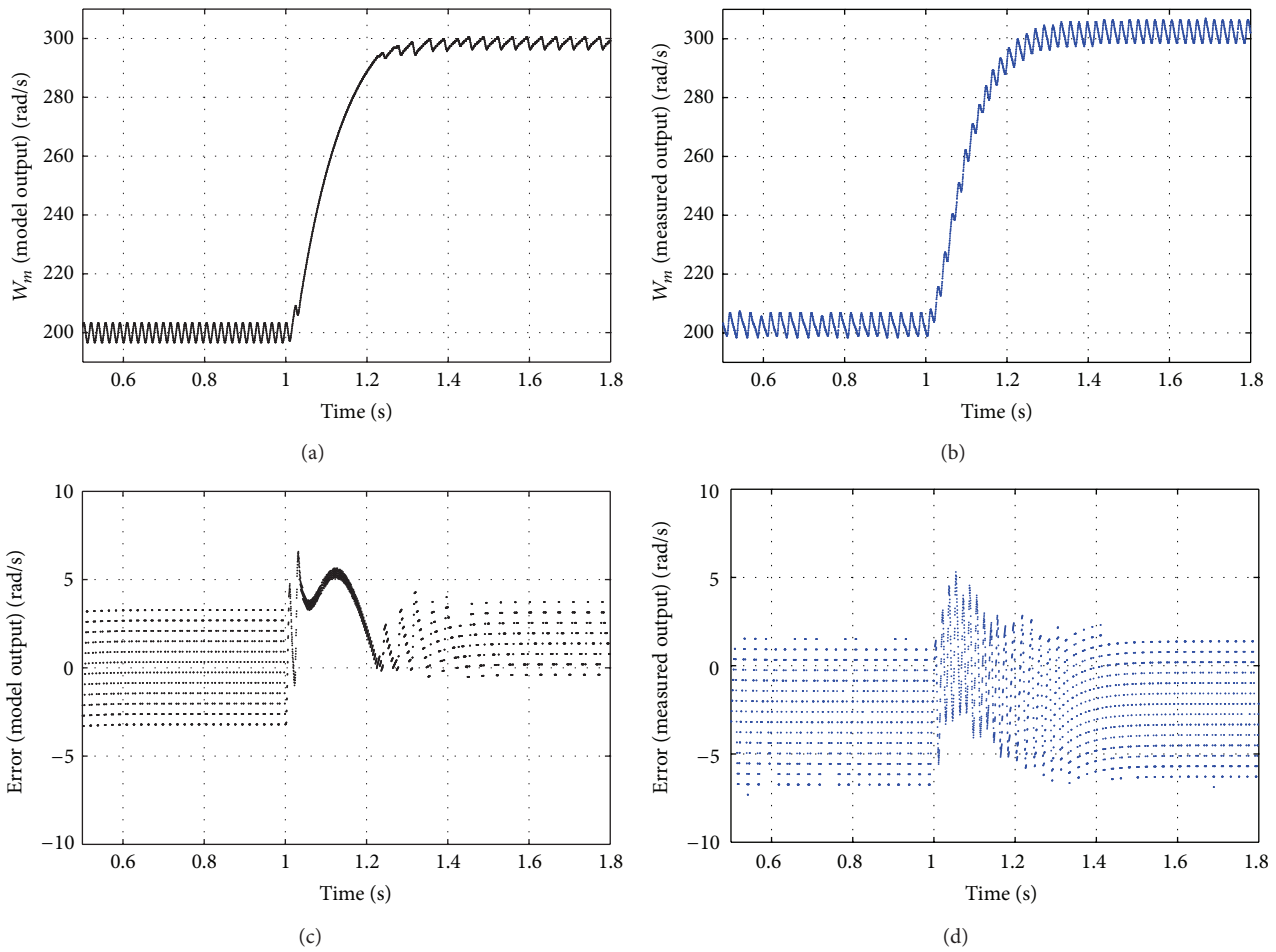 300
280
260
240
220
200
W_m (model output) (rad/s)
0.6 0.8 1 1.2 1.4 1.6 1.8
Time (s)
(a)
300
280
260
240
220
200
W_m (measured output) (rad/s)
0.6 0.8 1 1.2 1.4 1.6 1.8
Time (s)
(b)
10
5
0
−5
−10
Error (model output) (rad/s)
0.6 0.8 1 1.2 1.4 1.6 1.8
Time (s)
(c)
10
5
0
−5
−10
Error (measured output) (rad/s)
0.6 0.8 1 1.2 1.4 1.6 1.8
Time (s)
(d)